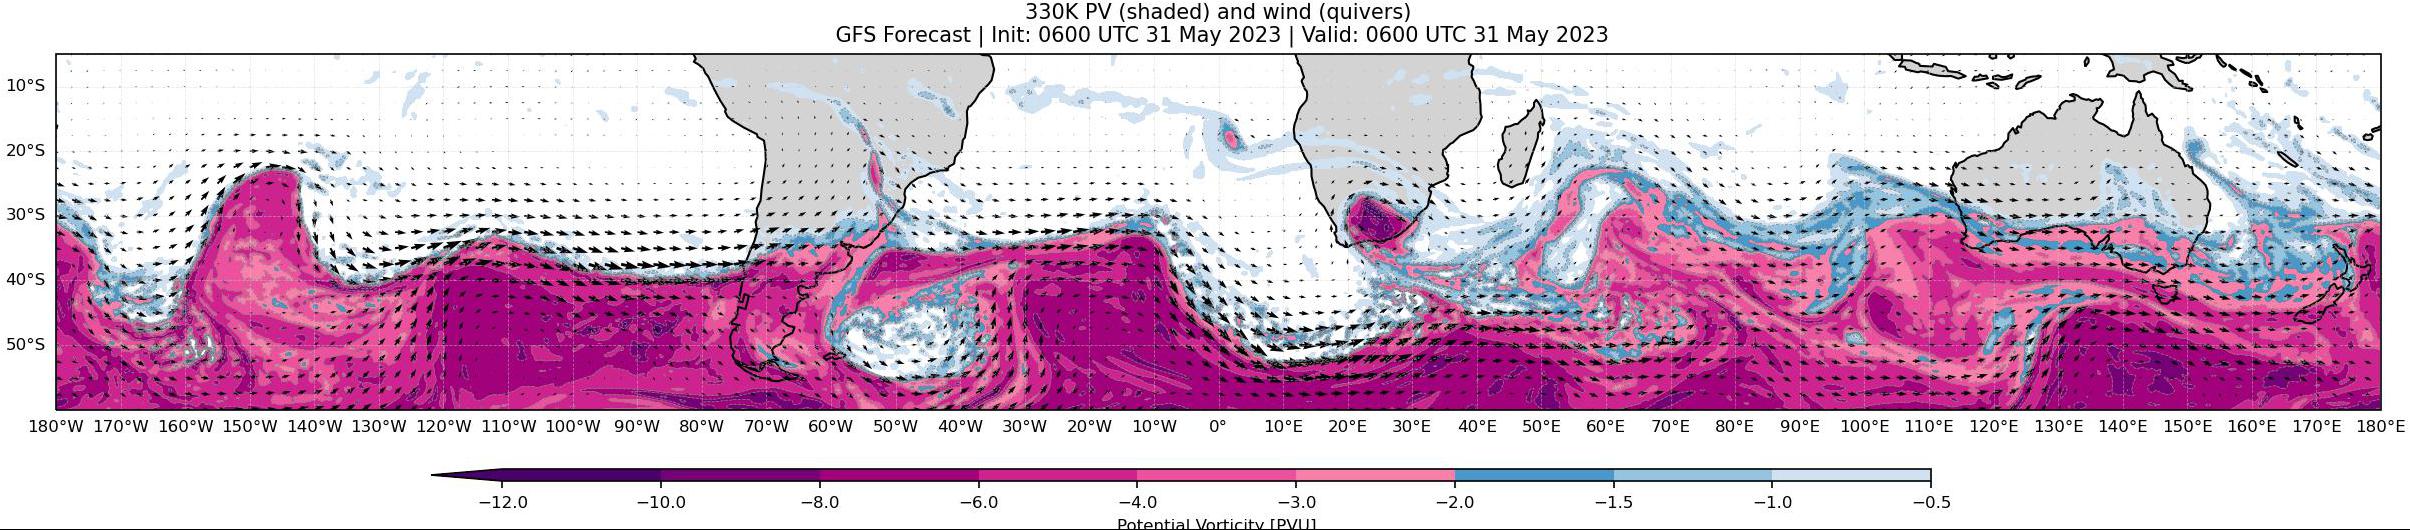 330K PV (shaded) and wind (quivers)
GFS Forecast | Init: 0600 UTC 31 May 2023 | Valid: 0600 UTC 31 May 2023
10°S
20°S
30°S
40°S
50°S
180°W 170°W 160°W 150°W 140°W 130°W 120°W 110°W 100°W 90°W 80°W 70°W 60°W 50°W 40°W 30°W 20°W 10°W 0° 10°E 20°E 30°E 40°E 50°E 60°E 70°E 80°E 90°E 100°E 110°E 120°E 130°E 140°E 150°E 160°E 170°E 180°E
−12.0 −10.0 −8.0 −6.0 −4.0 −3.0 −2.0 −1.5 −1.0 −0.5
Potential Vorticity [PVU]